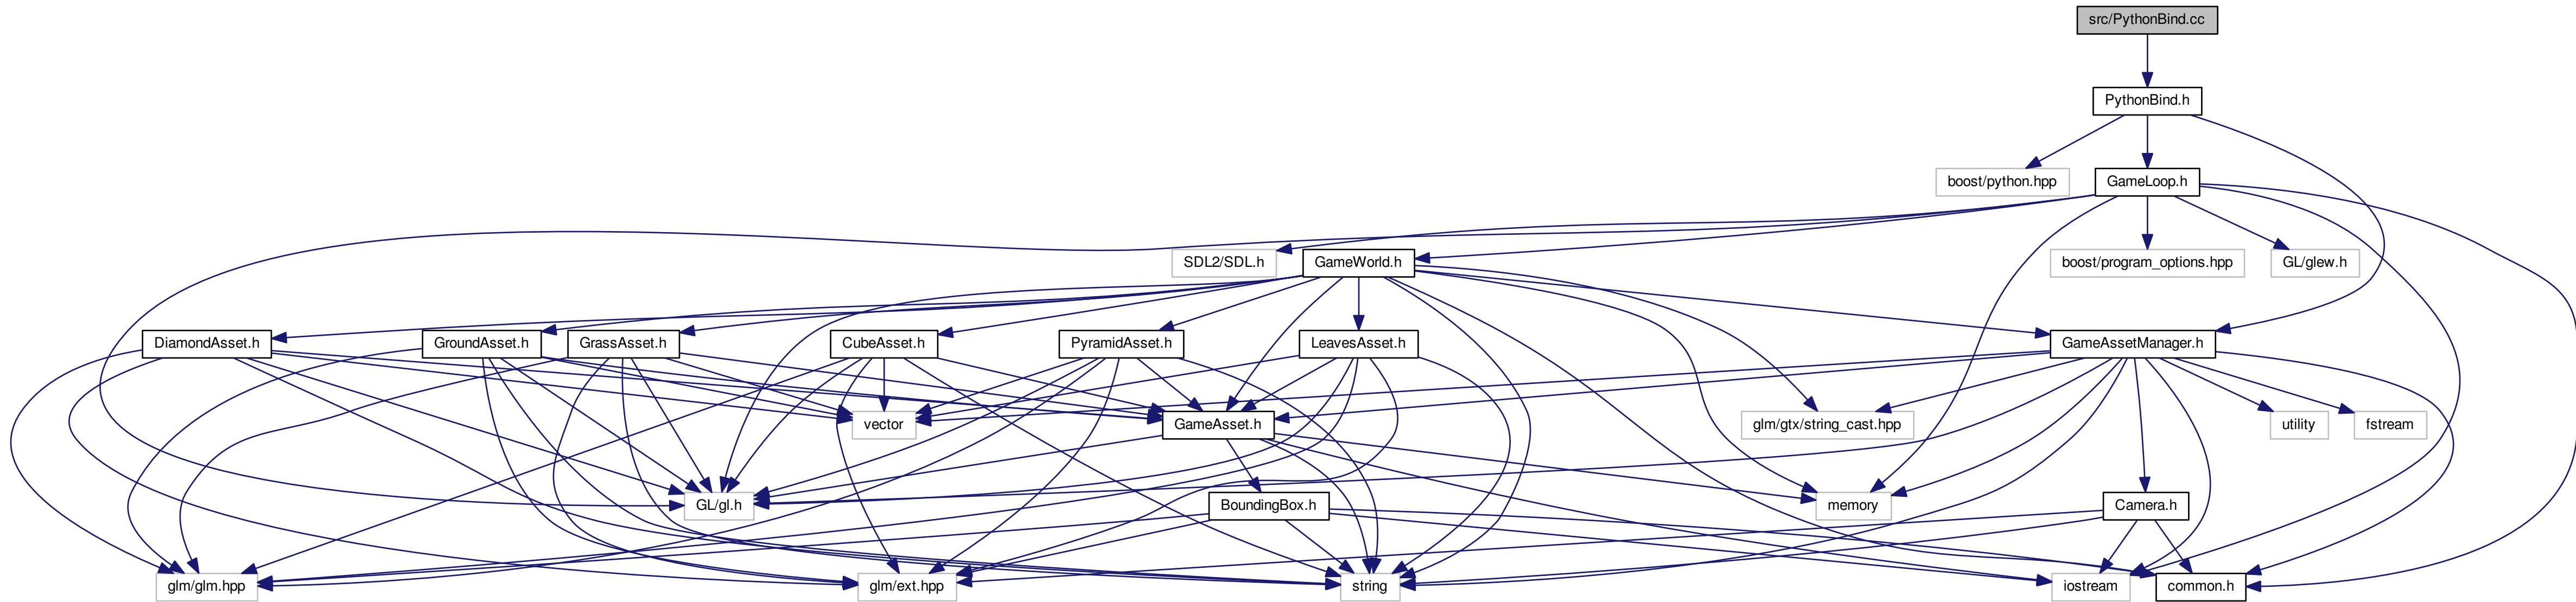 src/PythonBind.cc
PythonBind.h
boost/python.hpp
GameLoop.h
SDL2/SDL.h
GameWorld.h
boost/program_options.hpp
GL/glew.h
DiamondAsset.h
GroundAsset.h
GrassAsset.h
CubeAsset.h
PyramidAsset.h
LeavesAsset.h
GameAssetManager.h
vector
GameAsset.h
glm/gtx/string_cast.hpp
utility
fstream
GL/gl.h
BoundingBox.h
memory
Camera.h
glm/glm.hpp
glm/ext.hpp
string
iostream
common.h